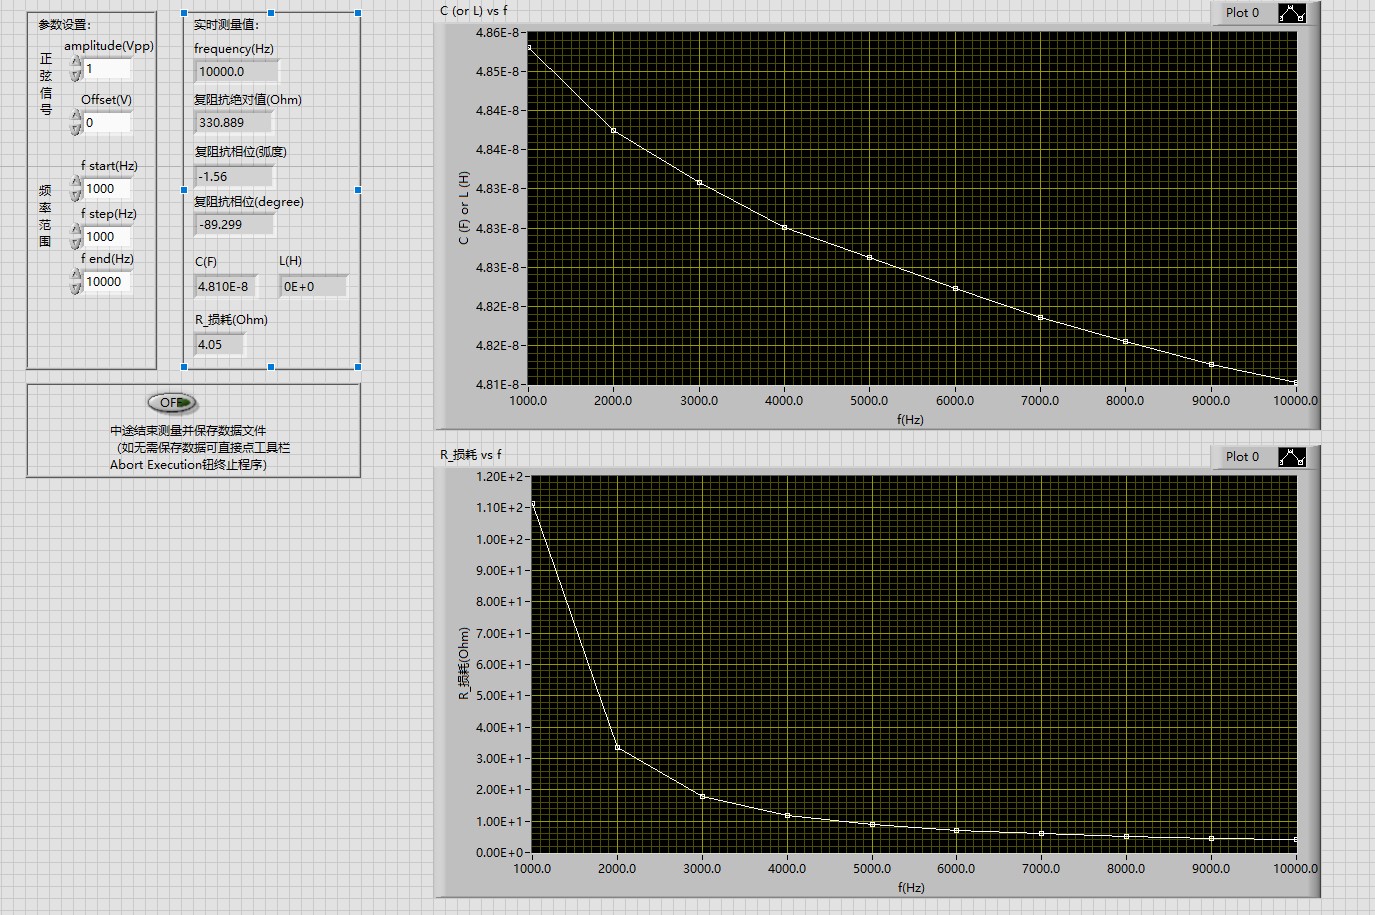 参数设置:
正弦信号
amplitude(Vpp)
1
Offset(V)
0
频率范围
f start(Hz)
1000
f step(Hz)
1000
f end(Hz)
10000
实时测量值:
frequency(Hz)
10000.0
复阻抗绝对值(Ohm)
330.889
复阻抗相位(弧度)
-1.56
复阻抗相位(degree)
-89.299
C(F)
L(H)
4.810E-8
0E+0
R_损耗(Ohm)
4.05
OFF
中途结束测量并保存数据文件
（如无需保存数据可直接点工具栏
Abort Execution钮终止程序）
C (or L) vs f
Plot 0
C (F) or L (H)
4.86E-8
4.85E-8
4.84E-8
4.84E-8
4.83E-8
4.83E-8
4.83E-8
4.82E-8
4.82E-8
4.81E-8
1000.0 2000.0 3000.0 4000.0 5000.0 6000.0 7000.0 8000.0 9000.0 10000.0
f(Hz)
R_损耗 vs f
Plot 0
R_损耗(Ohm)
1.20E+2
1.10E+2
1.00E+2
9.00E+1
8.00E+1
7.00E+1
6.00E+1
5.00E+1
4.00E+1
3.00E+1
2.00E+1
1.00E+1
0.00E+0
1000.0 2000.0 3000.0 4000.0 5000.0 6000.0 7000.0 8000.0 9000.0 10000.0
f(Hz)